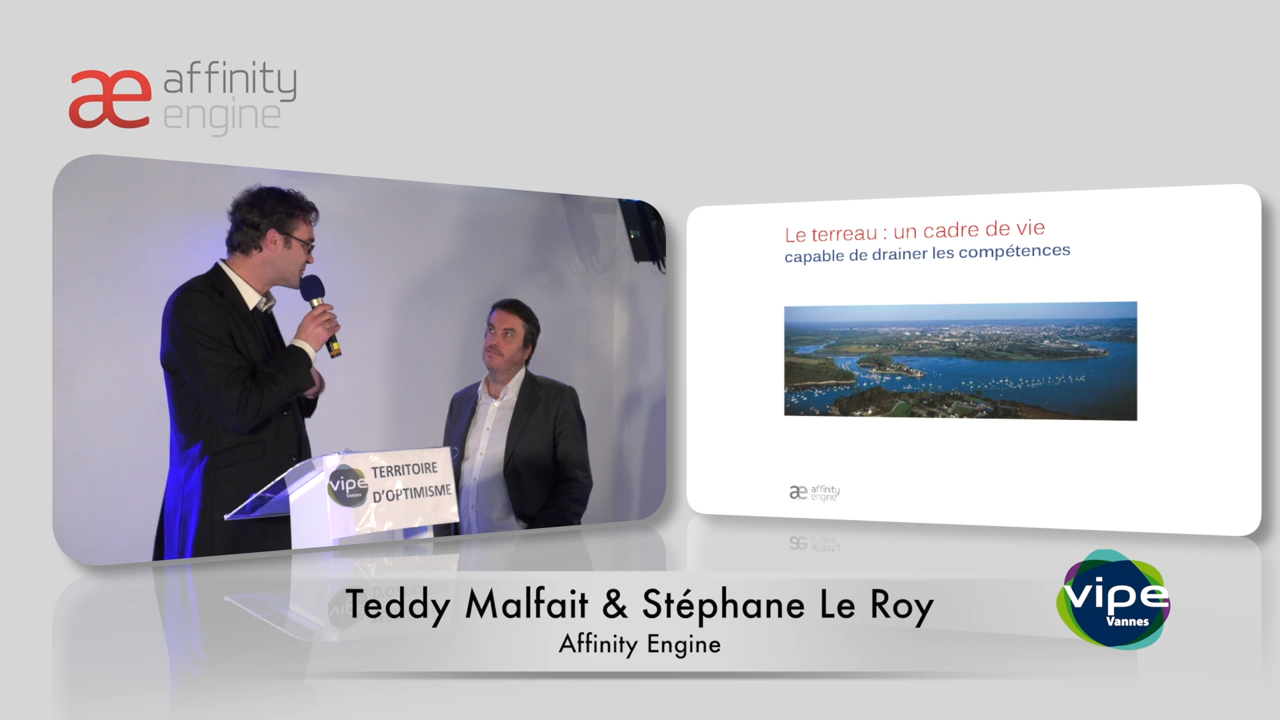 æ affinity
engine
Le terreau : un cadre de vie
capable de drainer les compétences
vipe
Vannes
TERRITOIRE
D'OPTIMISME
æ affinity
engine
Teddy Malfait & Stéphane Le Roy
Affinity Engine
vipe
Vannes